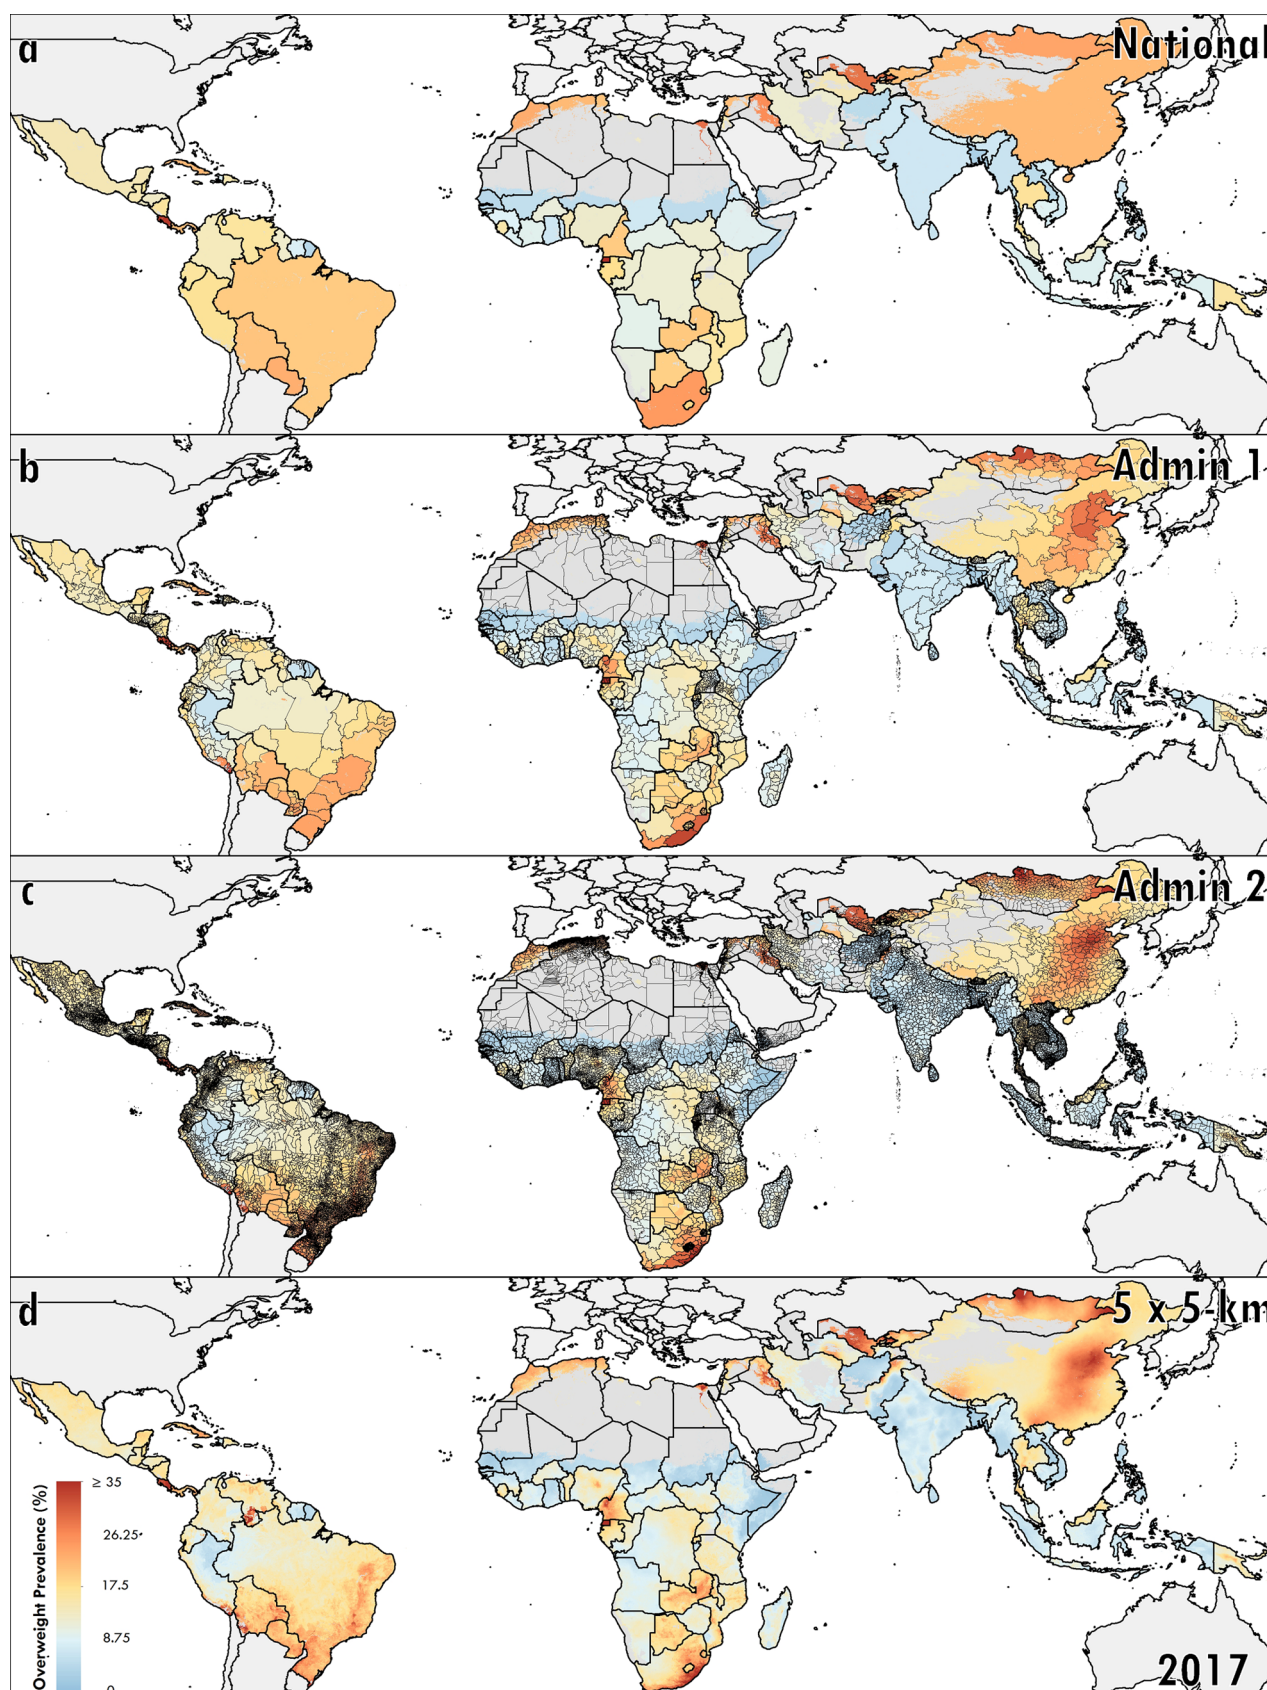 a
National
b
Admin 1
c
Admin 2
d
5 x 5-km
Overweight Prevalence (%)
≥ 35
26.25
17.5
8.75
0
2017